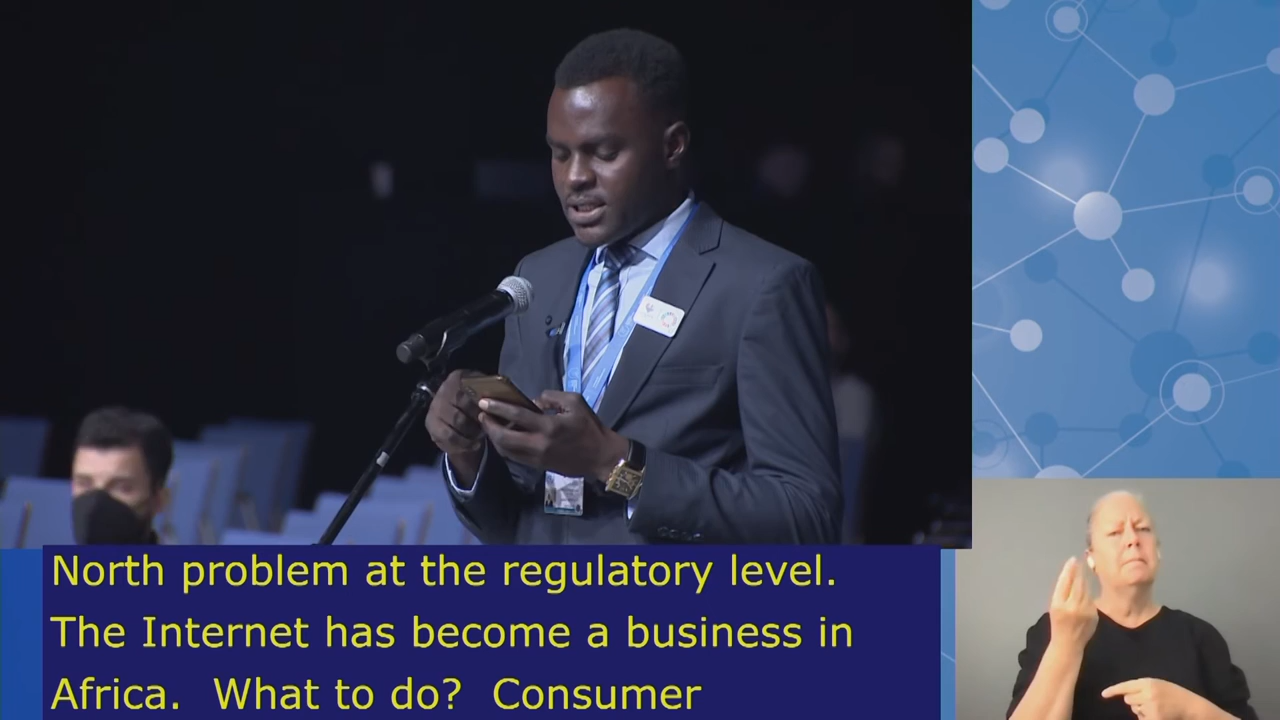 North problem at the regulatory level.
The Internet has become a business in
Africa.  What to do?  Consumer